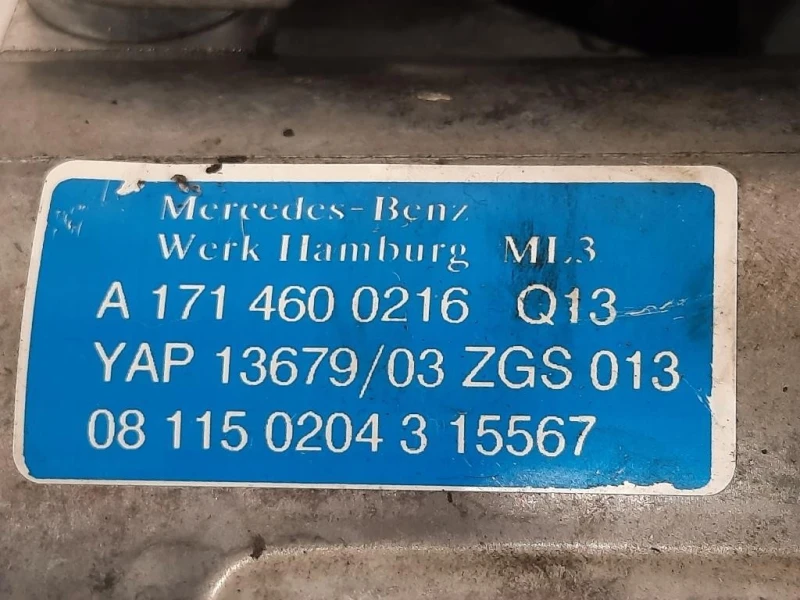 Mercedes-Benz
Werk Hamburg ML3
A 171 460 0216 Q13
YAP 13679/03 ZGS 013
08 115 0204 3 15567